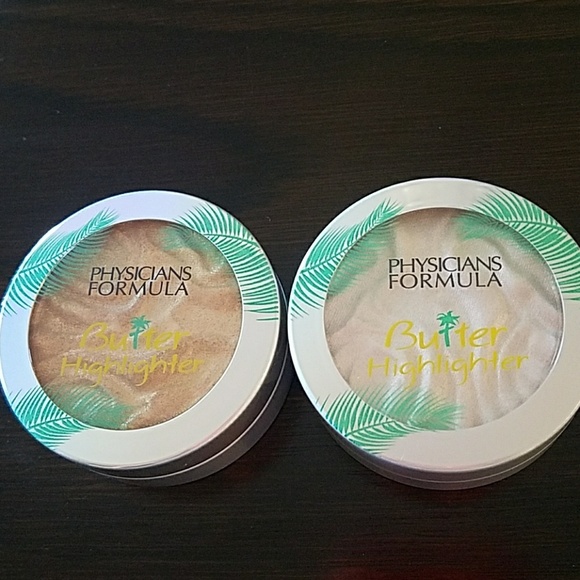 PHYSICIANS
FORMULA
Butter
Highlighter
PHYSICIANS
FORMULA
Butter
Highlighter